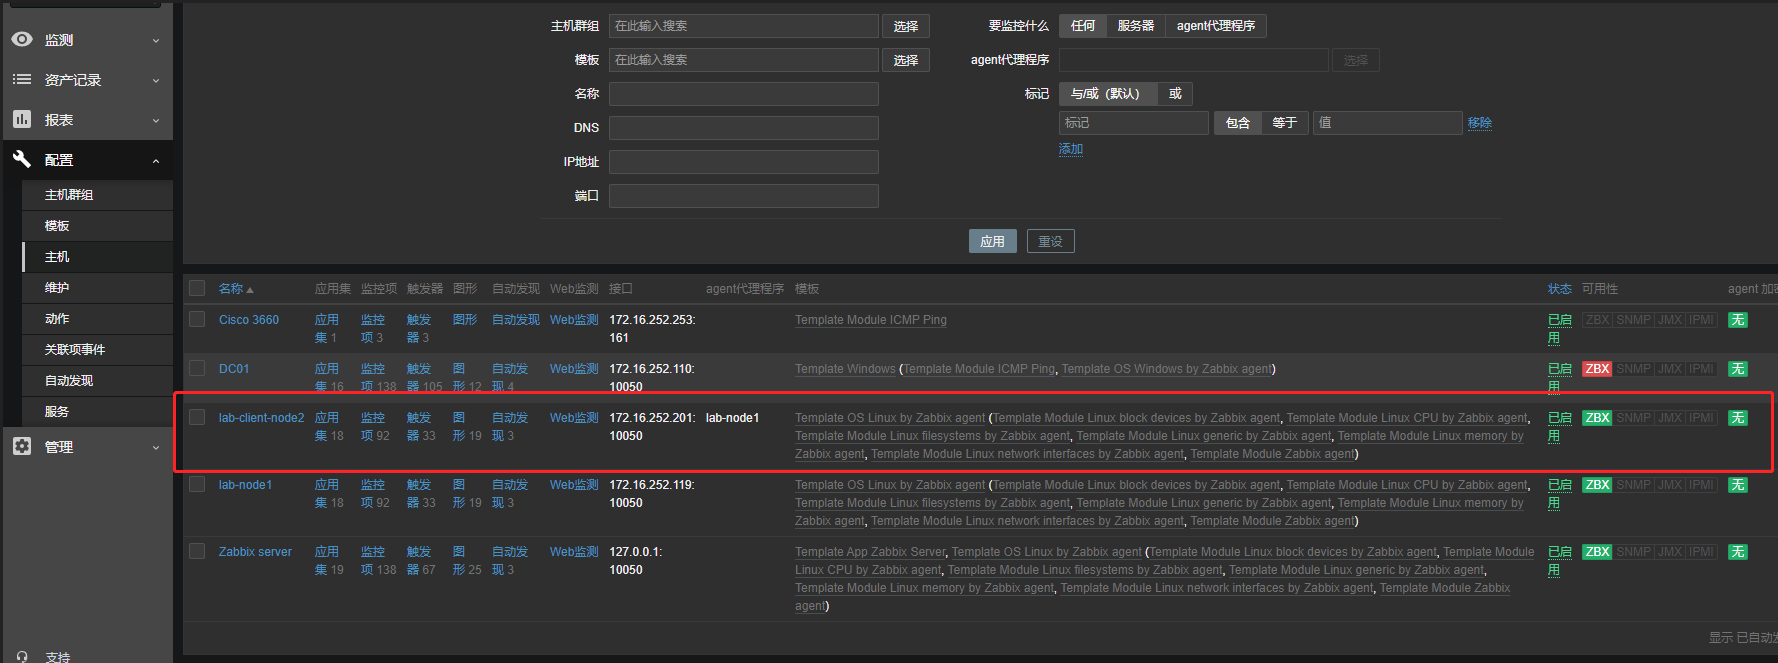 监测
资产记录
报表
配置
主机群组
模板
主机
维护
动作
关联项事件
自动发现
服务
管理
支持
主机群组 在此输入搜索 选择 要监控什么 任何 服务器 agent代理程序
模板 在此输入搜索 选择 agent代理程序 选择
名称 标记 与/或（默认） 或
标记 包含 等于 值 移除
DNS
添加
IP地址
端口
应用 重设
名称 应用集 监控项 触发器 图形 自动发现 Web监测 接口 agent代理程序 模板 状态 可用性 agent 加密
Cisco 3660 应用 监控 触发 图形 自动发现 Web监测 172.16.252.253: Template Module ICMP Ping 已启 ZBX SNMP JMX IPMI 无
集 1 项 3 器 3 161 用
DC01 应用 监控 触发 图 自动发 Web监测 172.16.252.110: Template Windows (Template Module ICMP Ping, Template OS Windows by Zabbix agent) 已启 ZBX SNMP JMX IPMI 无
集 16 项 138 器 105 形 12 现 4 10050 用
lab-client-node2 应用 监控 触发 图 自动发 Web监测 172.16.252.201: lab-node1 Template OS Linux by Zabbix agent (Template Module Linux block devices by Zabbix agent, Template Module Linux CPU by Zabbix agent, 已启 ZBX SNMP JMX IPMI 无
集 18 项 92 器 33 形 19 现 3 10050 Template Module Linux filesystems by Zabbix agent, Template Module Linux generic by Zabbix agent, Template Module Linux memory by 用
Zabbix agent, Template Module Linux network interfaces by Zabbix agent, Template Module Zabbix agent)
lab-node1 应用 监控 触发 图 自动发 Web监测 172.16.252.119: Template OS Linux by Zabbix agent (Template Module Linux block devices by Zabbix agent, Template Module Linux CPU by Zabbix agent, 已启 ZBX SNMP JMX IPMI 无
集 18 项 92 器 33 形 19 现 3 10050 Template Module Linux filesystems by Zabbix agent, Template Module Linux generic by Zabbix agent, Template Module Linux memory by 用
Zabbix agent, Template Module Linux network interfaces by Zabbix agent, Template Module Zabbix agent)
Zabbix server 应用 监控 触发 图 自动发 Web监测 127.0.0.1: Template App Zabbix Server, Template OS Linux by Zabbix agent (Template Module Linux block devices by Zabbix agent, Template Module 已启 ZBX SNMP JMX IPMI 无
集 19 项 138 器 67 形 25 现 3 10050 Linux CPU by Zabbix agent, Template Module Linux filesystems by Zabbix agent, Template Module Linux generic by Zabbix agent, 用
Template Module Linux memory by Zabbix agent, Template Module Linux network interfaces by Zabbix agent, Template Module Zabbix
agent)
显示 已自动发